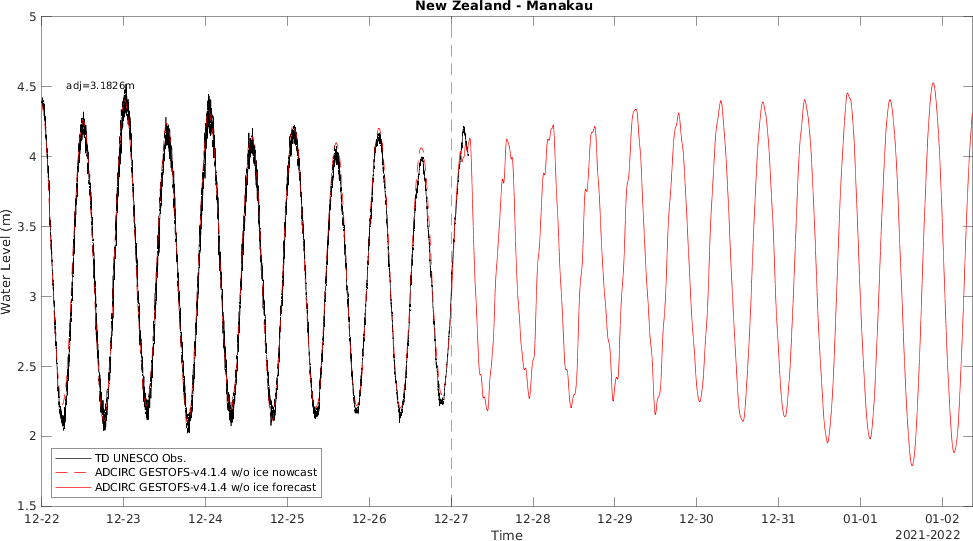 New Zealand - Manakau
5
4.5
4
3.5
3
2.5
2
1.5
Water Level (m)
adj=3.1826m
TD UNESCO Obs.
ADCIRC GESTOFS-v4.1.4 w/o ice nowcast
ADCIRC GESTOFS-v4.1.4 w/o ice forecast
12-22 12-23 12-24 12-25 12-26 12-27 12-28 12-29 12-30 12-31 01-01 01-02
Time
2021-2022